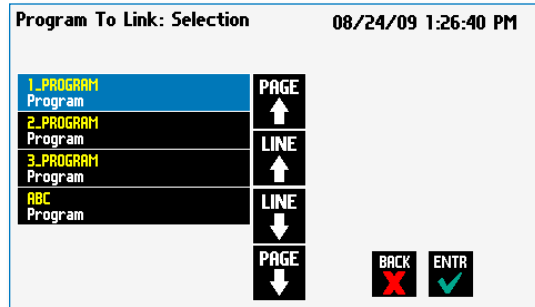 Program To Link: Selection 08/24/09 1:26:40 PM
1_PROGRAM
Program
2_PROGRAM
Program
3_PROGRAM
Program
ABC
Program
PAGE
LINE
LINE
PAGE
BACK ENTR